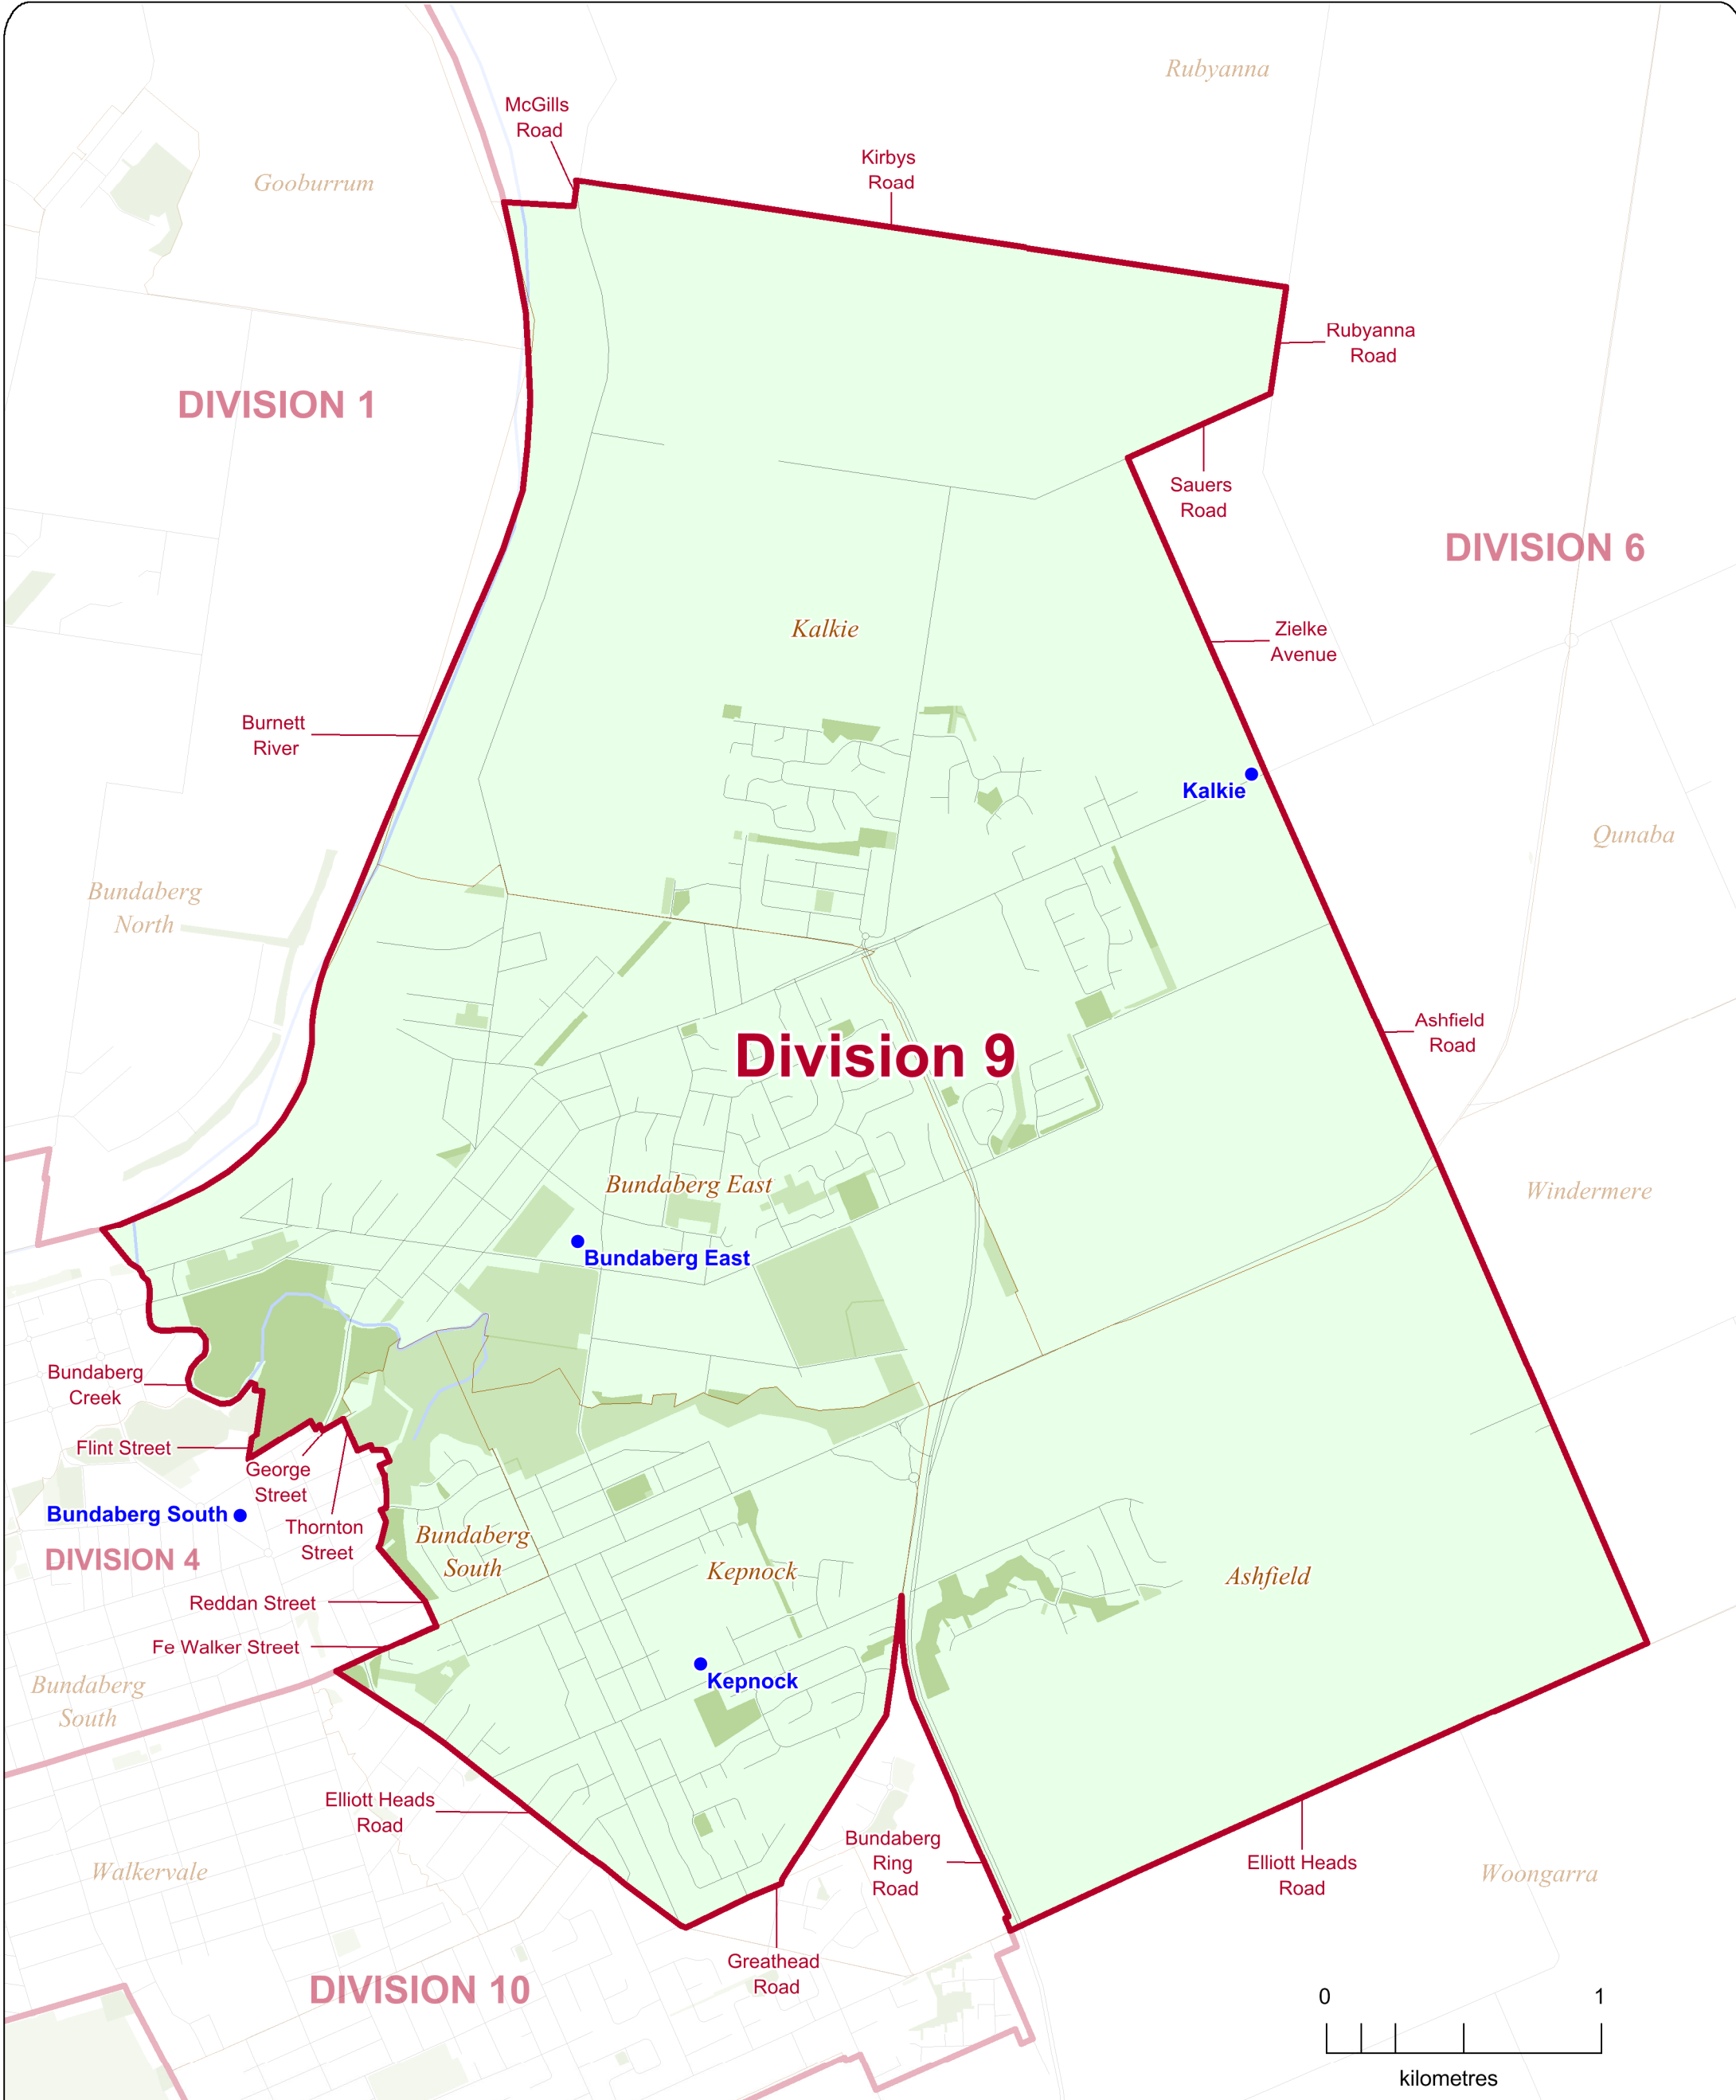 Rubyanna
McGills
Road
Kirbys
Road
Gooburrum
Rubyanna
Road
DIVISION 1
Sauers
Road
DIVISION 6
Kalkie
Zielke
Avenue
Burnett
River
Kalkie
Qunaba
Bundaberg
North
Ashfield
Road
Division 9
Bundaberg East
Windermere
Bundaberg East
Bundaberg
Creek
Flint Street
George
Street
Bundaberg South
Thornton
Street
DIVISION 4
Bundaberg
South
Kepnock
Ashfield
Reddan Street
Fe Walker Street
Kepnock
Bundaberg
South
Elliott Heads
Road
Bundaberg
Ring
Road
Elliott Heads
Road
Walkervale
Woongarra
Greathead
Road
DIVISION 10
0 1
kilometres